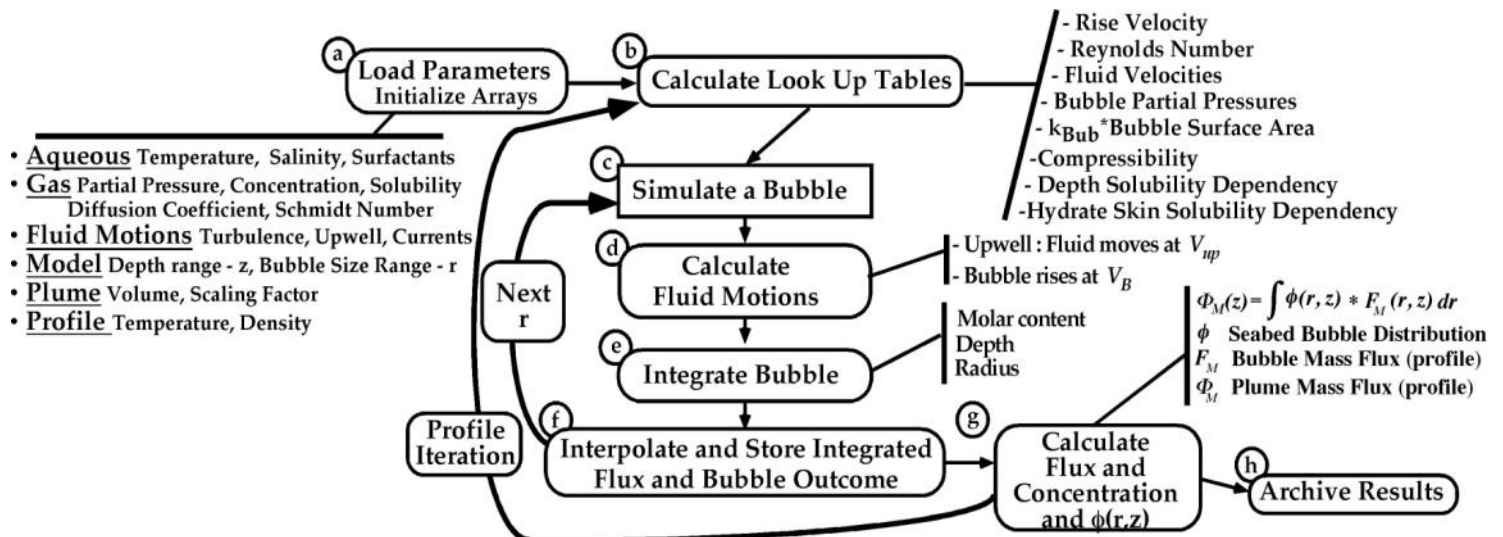 a
Load Parameters
Initialize Arrays
b
Calculate Look Up Tables
- Rise Velocity
- Reynolds Number
- Fluid Velocities
- Bubble Partial Pressures
- kBub*Bubble Surface Area
-Compressibility
- Depth Solubility Dependency
-Hydrate Skin Solubility Dependency
• Aqueous Temperature, Salinity, Surfactants
• Gas Partial Pressure, Concentration, Solubility
Diffusion Coefficient, Schmidt Number
• Fluid Motions Turbulence, Upwell, Currents
• Model Depth range - z, Bubble Size Range - r
• Plume Volume, Scaling Factor
• Profile Temperature, Density
c
Simulate a Bubble
d
Calculate
Fluid Motions
- Upwell : Fluid moves at Vup
- Bubble rises at VB
Next
r
e
Integrate Bubble
Molar content
Depth
Radius
f
Interpolate and Store Integrated
Flux and Bubble Outcome
Profile
Iteration
g
Calculate
Flux and
Concentration
and ϕ(r,z)
ΦM(z) = ∫ ϕ(r, z) * FM (r, z) dr
ϕ Seabed Bubble Distribution
FM Bubble Mass Flux (profile)
ΦM Plume Mass Flux (profile)
h
Archive Results